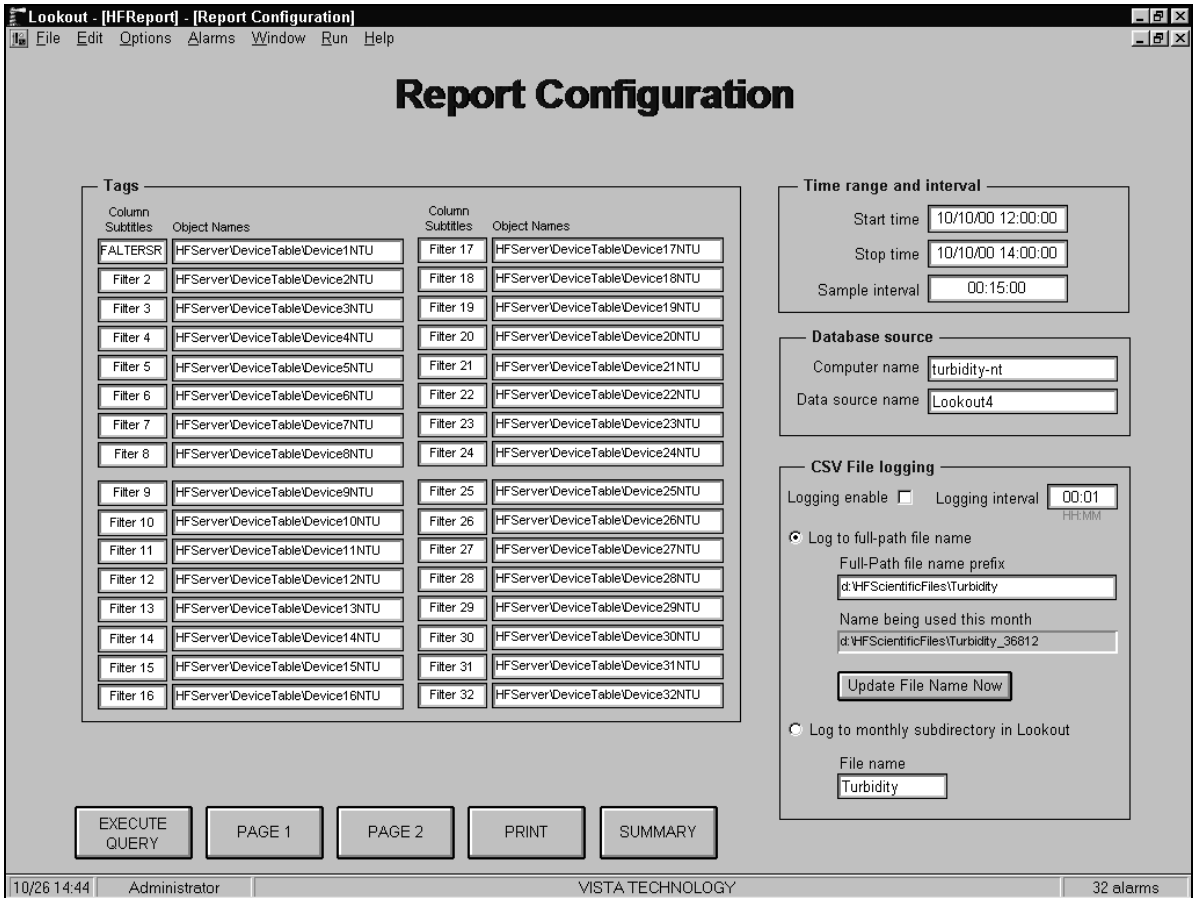 Lookout - [HFReport] - [Report Configuration]
File Edit Options Alarms Window Run Help
Report Configuration
Tags
Column Subtitles Object Names Column Subtitles Object Names
FALTERSR HFServer\DeviceTable\Device1NTU Filter 17 HFServer\DeviceTable\Device17NTU
Filter 2 HFServer\DeviceTable\Device2NTU Filter 18 HFServer\DeviceTable\Device18NTU
Filter 3 HFServer\DeviceTable\Device3NTU Filter 19 HFServer\DeviceTable\Device19NTU
Filter 4 HFServer\DeviceTable\Device4NTU Filter 20 HFServer\DeviceTable\Device20NTU
Filter 5 HFServer\DeviceTable\Device5NTU Filter 21 HFServer\DeviceTable\Device21NTU
Filter 6 HFServer\DeviceTable\Device6NTU Filter 22 HFServer\DeviceTable\Device22NTU
Filter 7 HFServer\DeviceTable\Device7NTU Filter 23 HFServer\DeviceTable\Device23NTU
Fiter 8 HFServer\DeviceTable\Device8NTU Filter 24 HFServer\DeviceTable\Device24NTU
Filter 9 HFServer\DeviceTable\Device9NTU Filter 25 HFServer\DeviceTable\Device25NTU
Filter 10 HFServer\DeviceTable\Device10NTU Filter 26 HFServer\DeviceTable\Device26NTU
Filter 11 HFServer\DeviceTable\Device11NTU Filter 27 HFServer\DeviceTable\Device27NTU
Filter 12 HFServer\DeviceTable\Device12NTU Filter 28 HFServer\DeviceTable\Device28NTU
Filter 13 HFServer\DeviceTable\Device13NTU Filter 29 HFServer\DeviceTable\Device29NTU
Filter 14 HFServer\DeviceTable\Device14NTU Filter 30 HFServer\DeviceTable\Device30NTU
Filter 15 HFServer\DeviceTable\Device15NTU Filter 31 HFServer\DeviceTable\Device31NTU
Filter 16 HFServer\DeviceTable\Device16NTU Filter 32 HFServer\DeviceTable\Device32NTU
Time range and interval
Start time 10/10/00 12:00:00
Stop time 10/10/00 14:00:00
Sample interval 00:15:00
Database source
Computer name turbidity-nt
Data source name Lookout4
CSV File logging
Logging enable Logging interval 00:01
HH:MM
Log to full-path file name
Full-Path file name prefix
d:\HFScientificFiles\Turbidity
Name being used this month
d:\HFScientificFiles\Turbidity_36812
Update File Name Now
Log to monthly subdirectory in Lookout
File name
Turbidity
EXECUTE QUERY PAGE 1 PAGE 2 PRINT SUMMARY
10/26 14:44 Administrator VISTA TECHNOLOGY 32 alarms